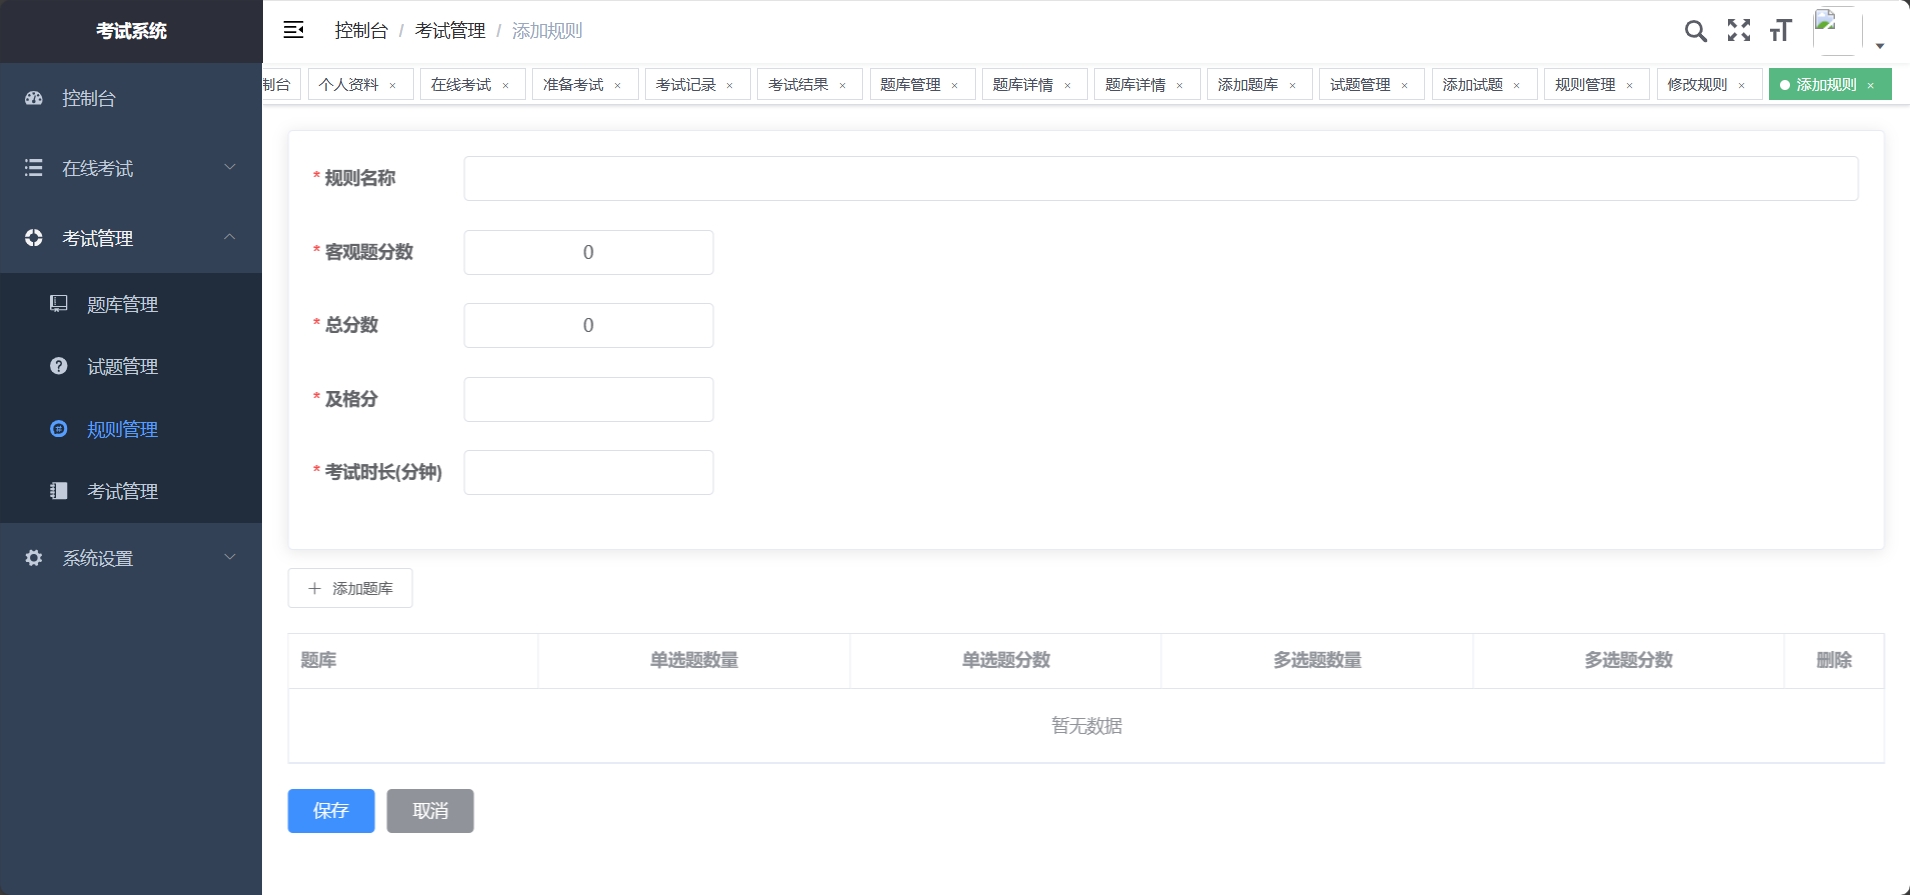 考试系统
控制台 / 考试管理 / 添加规则
制台 个人资料 × 在线考试 × 准备考试 × 考试记录 × 考试结果 × 题库管理 × 题库详情 × 题库详情 × 添加题库 × 试题管理 × 添加试题 × 规则管理 × 修改规则 × 添加规则 ×
控制台
在线考试
考试管理
题库管理
试题管理
规则管理
考试管理
系统设置
* 规则名称
* 客观题分数 0
* 总分数 0
* 及格分
* 考试时长(分钟)
+ 添加题库
题库 单选题数量 单选题分数 多选题数量 多选题分数 删除
暂无数据
保存 取消